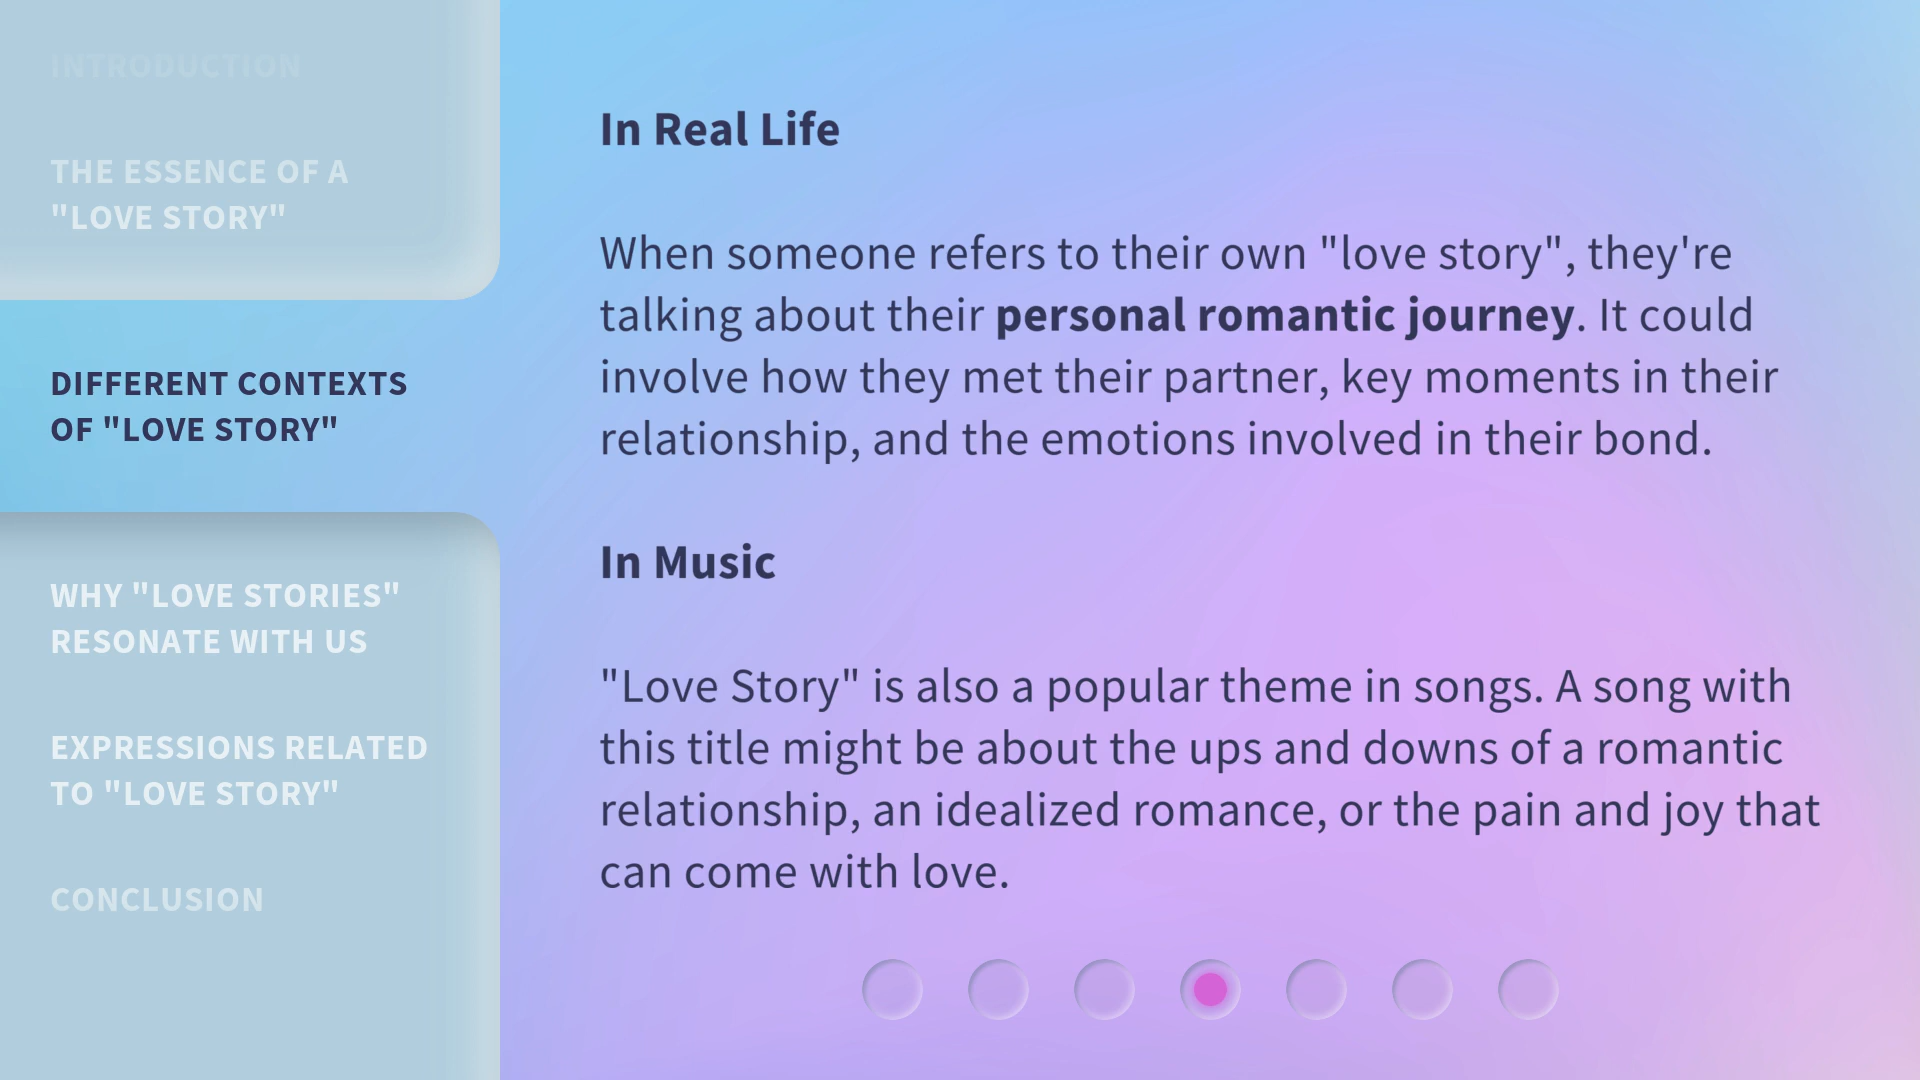 INTRODUCTION
THE ESSENCE OF A
"LOVE STORY"
DIFFERENT CONTEXTS
OF "LOVE STORY"
WHY "LOVE STORIES"
RESONATE WITH US
EXPRESSIONS RELATED
TO "LOVE STORY"
CONCLUSION
In Real Life
When someone refers to their own "love story", they're
talking about their personal romantic journey. It could
involve how they met their partner, key moments in their
relationship, and the emotions involved in their bond.
In Music
"Love Story" is also a popular theme in songs. A song with
this title might be about the ups and downs of a romantic
relationship, an idealized romance, or the pain and joy that
can come with love.